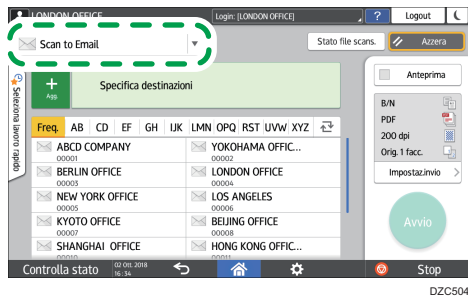 LONDON OFFICE
Login: [LONDON OFFICE]
?
Logout
Scan to Email
Stato file scans.
Azzera
Seleziona lavoro rapido
Agg.
Specifica destinazioni
Anteprima
B/N
PDF
200 dpi
Orig. 1 facc.
Impostaz.invio
Freq. AB CD EF GH IJK LMN OPQ RST UVW XYZ
ABCD COMPANY
00001
YOKOHAMA OFFIC...
00002
BERLIN OFFICE
00003
LONDON OFFICE
00004
NEW YORK OFFICE
00005
LOS ANGELES
00006
KYOTO OFFICE
00007
BEIJING OFFICE
00008
SHANGHAI OFFICE
00010
HONG KONG OFFIC...
00011
Avvio
Controlla stato
02 Ott. 2018
16:34
Stop
DZC504